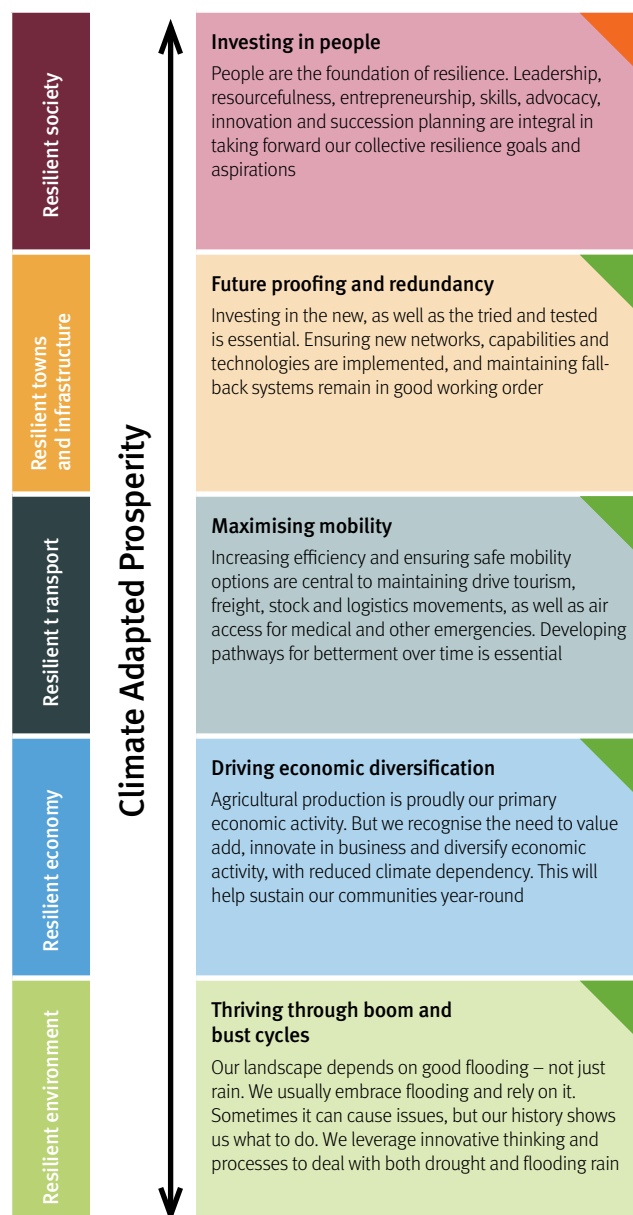 Resilient society
Investing in people
People are the foundation of resilience. Leadership,
resourcefulness, entrepreneurship, skills, advocacy,
innovation and succession planning are integral in
taking forward our collective resilience goals and
aspirations
Resilient towns
and infrastructure
Future proofing and redundancy
Investing in the new, as well as the tried and tested
is essential. Ensuring new networks, capabilities and
technologies are implemented, and maintaining fall-
back systems remain in good working order
Climate Adapted Prosperity
Resilient t ransport
Maximising mobility
Increasing efficiency and ensuring safe mobility
options are central to maintaining drive tourism,
freight, stock and logistics movements, as well as air
access for medical and other emergencies. Developing
pathways for betterment over time is essential
Resilient economy
Driving economic diversification
Agricultural production is proudly our primary
economic activity. But we recognise the need to value
add, innovate in business and diversify economic
activity, with reduced climate dependency. This will
help sustain our communities year-round
Resilient environment
Thriving through boom and
bust cycles
Our landscape depends on good flooding – not just
rain. We usually embrace flooding and rely on it.
Sometimes it can cause issues, but our history shows
us what to do. We leverage innovative thinking and
processes to deal with both drought and flooding rain